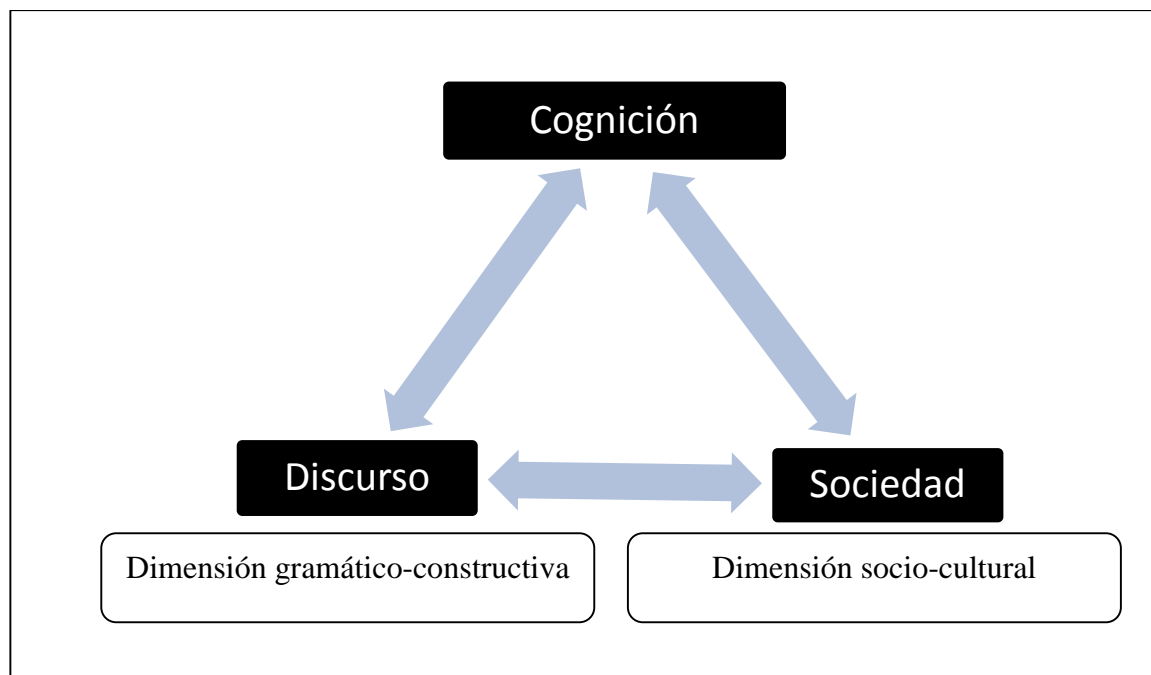 Cognición
Discurso
Sociedad
Dimensión gramático-constructiva
Dimensión socio-cultural